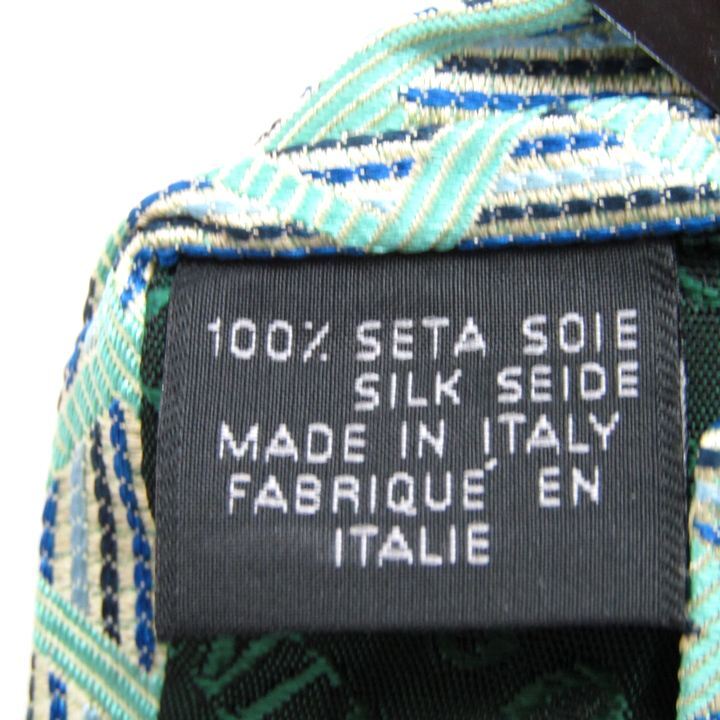 100% SETA SOIE
SILK SEIDE
MADE IN ITALY
FABRIQUÉ EN
ITALIE